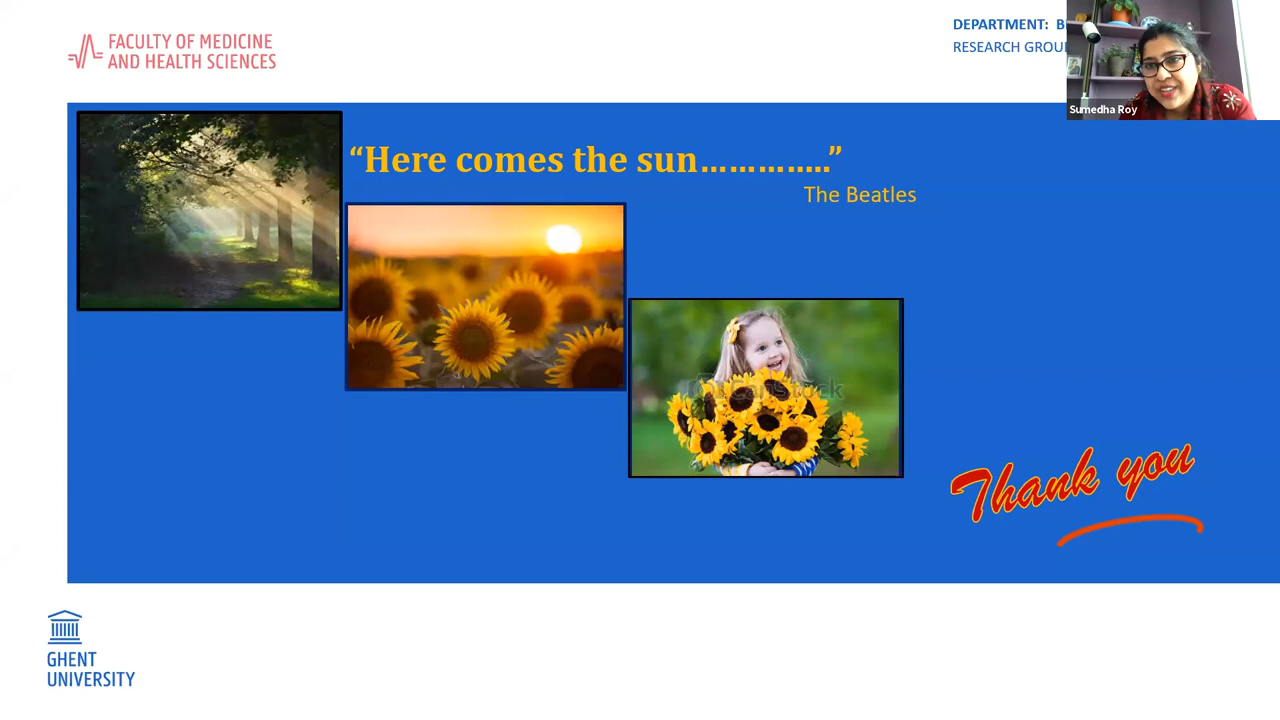 FACULTY OF MEDICINE
AND HEALTH SCIENCES
DEPARTMENT:
RESEARCH
Sumedha Roy
“Here comes the sun…………..”
The Beatles
CanStock
Thank you
GHENT
UNIVERSITY